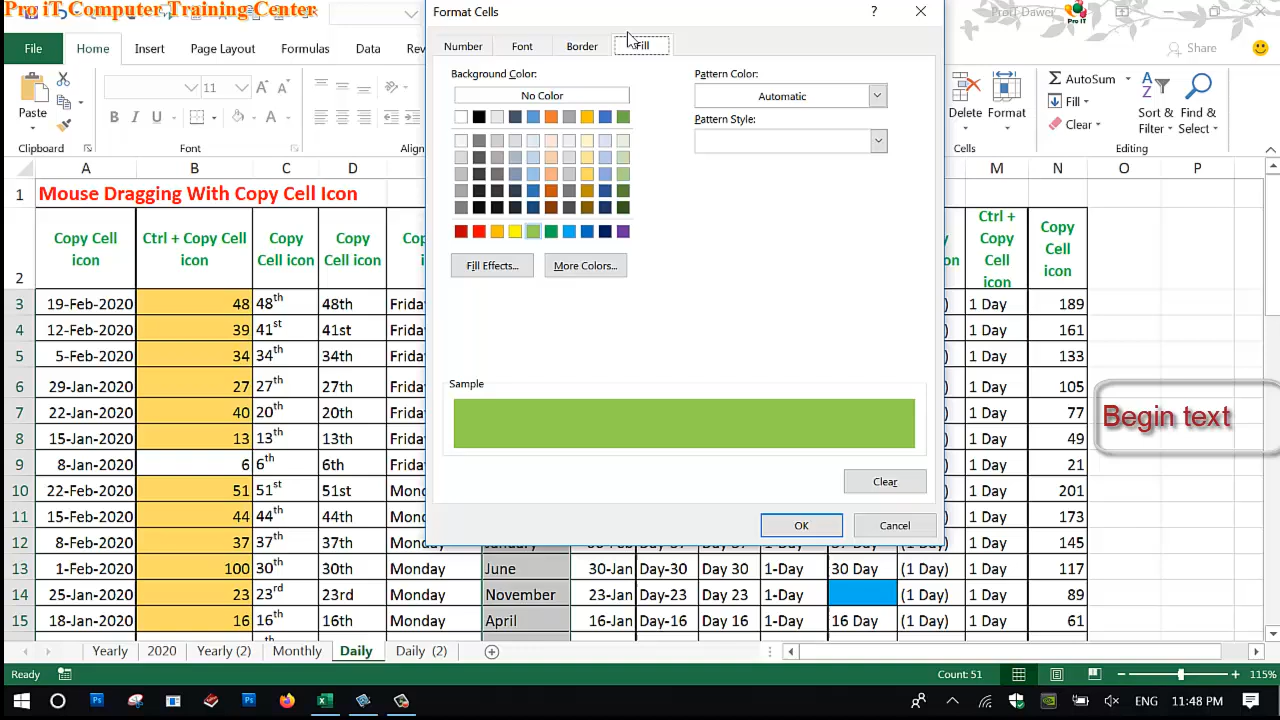 Pro iT Computer Training Center
Format Cells
?
ProIT Dawer
PRO IT
File Home Insert Page Layout Formulas Data
Share
Number Font Border Fill
Background Color:
No Color
Pattern Color:
Automatic
Pattern Style:
Fill Effects... More Colors...
Sample
Clear
OK Cancel
Paste
11
B I U
A A
Clipboard
Delete Format
Cells
AutoSum
Fill
Clear
Sort & Filter
Find & Select
Editing
A B C D M N O P
1 Mouse Dragging With Copy Cell Icon
2 Copy Cell icon Ctrl + Copy Cell icon Copy Cell icon Copy Cell icon Ctrl + Copy Cell icon Copy Cell icon
3 19-Feb-2020 48 48th 48th 1 Day 189
4 12-Feb-2020 39 41st 41st 1 Day 161
5 5-Feb-2020 34 34th 34th 1 Day 133
6 29-Jan-2020 27 27th 27th 1 Day 105
7 22-Jan-2020 40 20th 20th 1 Day 77
8 15-Jan-2020 13 13th 13th 1 Day 49
9 8-Jan-2020 6 6th 6th 1 Day 21
10 22-Feb-2020 51 51st 51st 1 Day 201
11 15-Feb-2020 44 44th 44th 1 Day 173
12 8-Feb-2020 37 37th 37th Monday 1 Day 145
13 1-Feb-2020 100 30th 30th Monday June 30-Jan Day-30 Day 30 1-Day 30 Day (1 Day) 1 Day 117
14 25-Jan-2020 23 23rd 23rd Monday November 23-Jan Day-23 Day 23 1-Day (1 Day) 1 Day 89
15 18-Jan-2020 16 16th 16th Monday April 16-Jan Day-16 Day 16 1-Day 16 Day (1 Day) 1 Day 61
Begin text
Yearly 2020 Yearly (2) Monthly Daily Daily (2)
Ready Count: 51 115%
ENG 11:48 PM